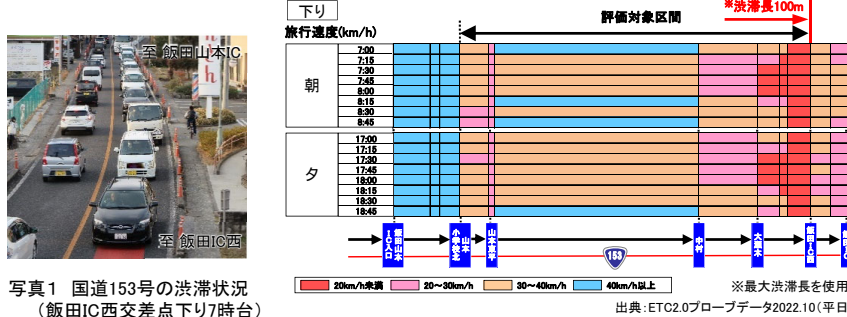 至 飯田山本IC
至 飯田IC西
写真1 国道153号の渋滞状況
(飯田IC西交差点下り7時台)
下り
旅行速度(km/h)
評価対象区間
※渋滞長100m
朝
7:00
7:15
7:30
7:45
8:00
8:15
8:30
8:45
夕
17:00
17:15
17:30
17:45
18:00
18:15
18:30
18:45
飯田山本IC入口
山本小学校北
山本東平
中村
大瀬木
飯田IC西
153
20km/h未満
20～30km/h
30～40km/h
40km/h以上
※最大渋滞長を使用
出典:ETC2.0プローブデータ2022.10(平日